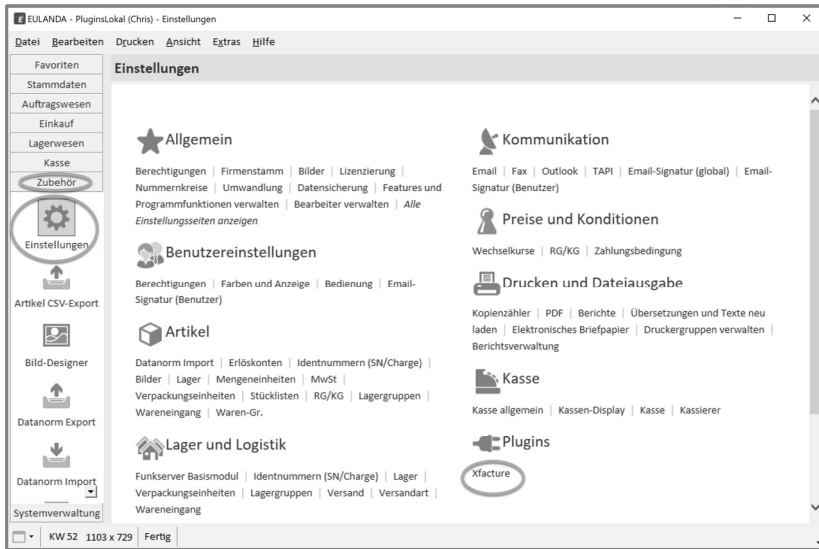 EULANDA - PluginsLokal (Chris) - Einstellungen
Datei Bearbeiten Drucken Ansicht Extras Hilfe
Favoriten
Stammdaten
Auftragswesen
Einkauf
Lagerwesen
Kasse
Zubehör
Einstellungen
Artikel CSV-Export
Bild-Designer
Datanorm Export
Datanorm Import
Systemverwaltung
Einstellungen
Allgemein
Berechtigungen | Firmenstamm | Bilder | Lizenzierung |
Nummernkreise | Umwandlung | Datensicherung | Features und
Programmfunktionen verwalten | Bearbeiter verwalten | Alle
Einstellungsseiten anzeigen
Benutzereinstellungen
Berechtigungen | Farben und Anzeige | Bedienung | Email-
Signatur (Benutzer)
Artikel
Datanorm Import | Erlöskonten | Identnummern (SN/Charge) |
Bilder | Lager | Mengeneinheiten | MwSt |
Verpackungseinheiten | Stücklisten | RG/KG | Lagergruppen |
Wareneingang | Waren-Gr.
Lager und Logistik
Funkserver Basismodul | Identnummern (SN/Charge) | Lager |
Verpackungseinheiten | Lagergruppen | Versand | Versandart |
Wareneingang
Kommunikation
Email | Fax | Outlook | TAPI | Email-Signatur (global) | Email-
Signatur (Benutzer)
Preise und Konditionen
Wechselkurse | RG/KG | Zahlungsbedingung
Drucken und Dateiausgabe
Kopienzähler | PDF | Berichte | Übersetzungen und Texte neu
laden | Elektronisches Briefpapier | Druckergruppen verwalten |
Berichtsverwaltung
Kasse
Kasse allgemein | Kassen-Display | Kasse | Kassierer
Plugins
Xfacture
KW 52 1103 x 729 Fertig